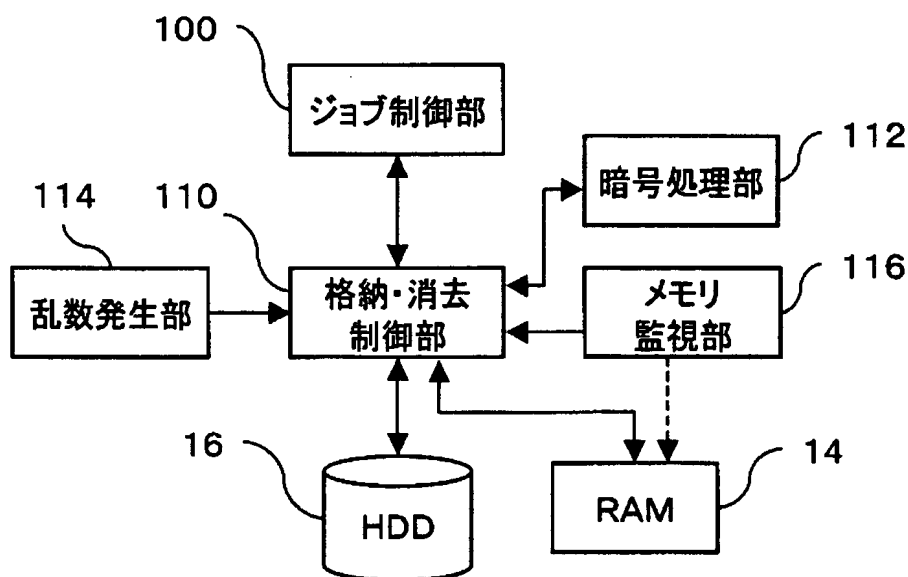 100
ジョブ制御部
112
暗号処理部
114
110
116
乱数発生部
格納・消去
制御部
メモリ
監視部
16
HDD
14
RAM